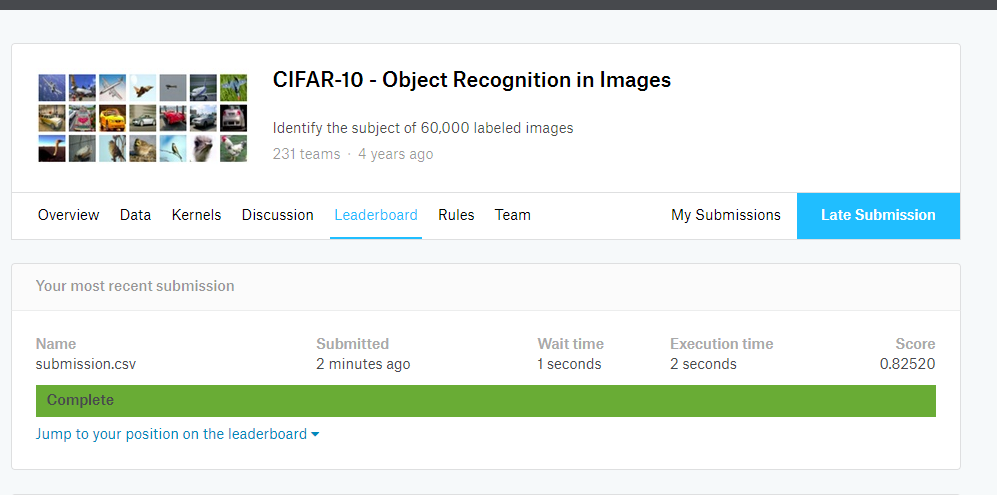 CIFAR-10 - Object Recognition in Images
Identify the subject of 60,000 labeled images
231 teams · 4 years ago
Overview Data Kernels Discussion Leaderboard Rules Team My Submissions Late Submission
Your most recent submission
Name Submitted Wait time Execution time Score
submission.csv 2 minutes ago 1 seconds 2 seconds 0.82520
Complete
Jump to your position on the leaderboard